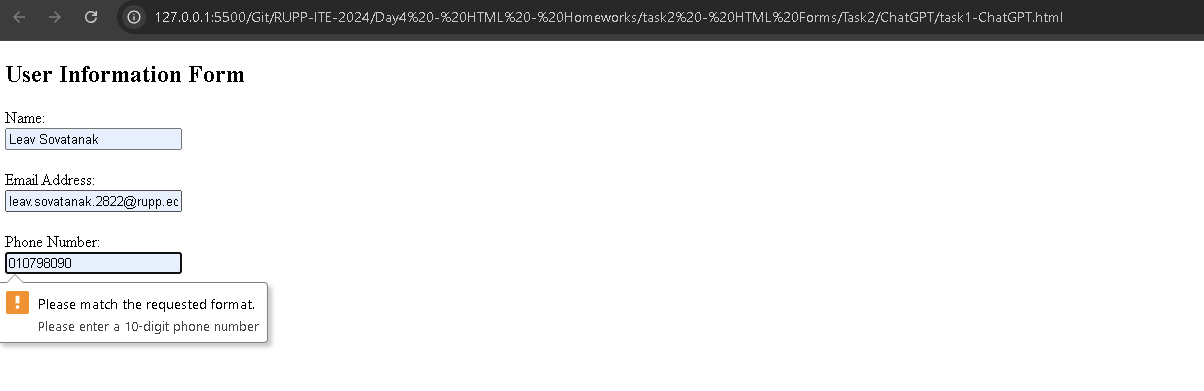 127.0.0.1:5500/Git/RUPP-ITE-2024/Day4%20-%20HTML%20-%20Homeworks/task2%20-%20HTML%20Forms/Task2/ChatGPT/task1-ChatGPT.html
User Information Form
Name:
Leav Sovatanak
Email Address:
leav.sovatanak.2822@rupp.ec
Phone Number:
010798090
Please match the requested format.
Please enter a 10-digit phone number